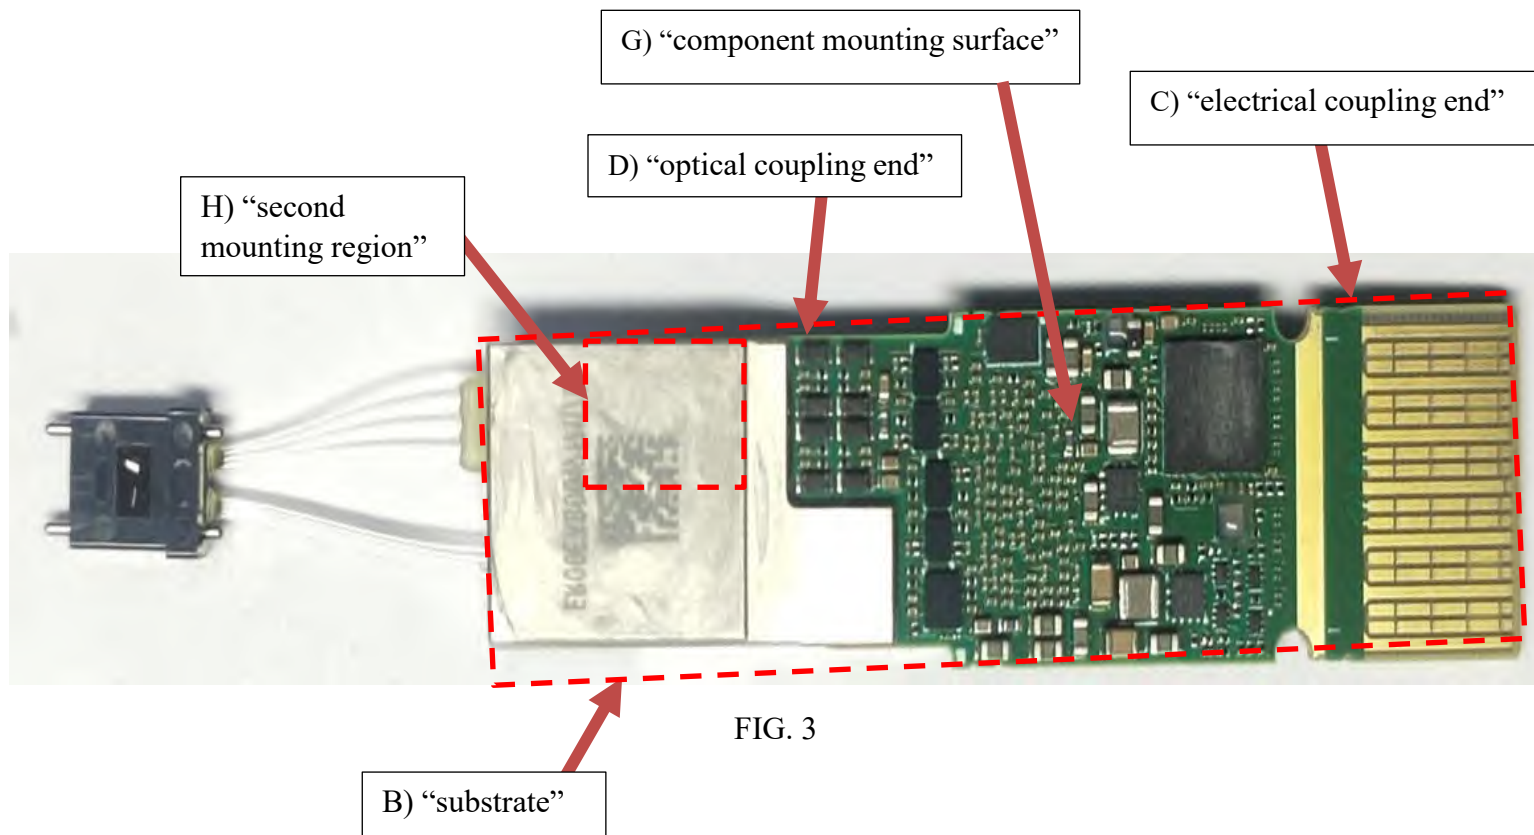 G) “component mounting surface”
C) “electrical coupling end”
D) “optical coupling end”
H) “second
mounting region”
FIG. 3
B) “substrate”